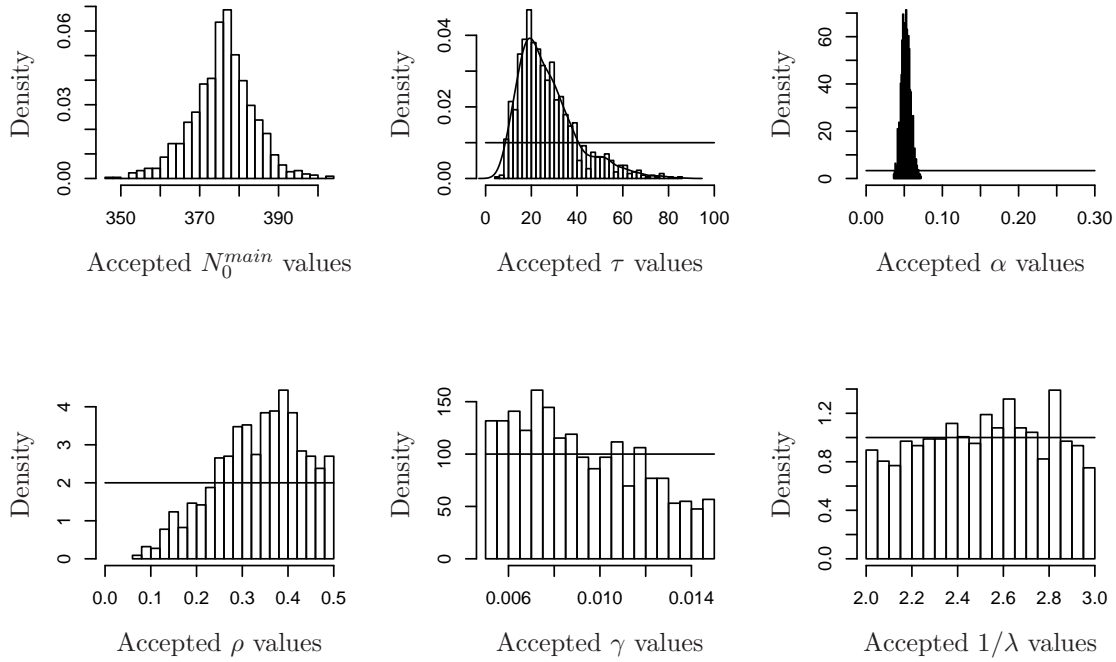 Density
0.00 0.03 0.06
350 370 390
Accepted $N_0^{main}$ values
Density
0.00 0.02 0.04
0 20 40 60 80 100
Accepted τ values
Density
0 20 40 60
0.00 0.10 0.20 0.30
Accepted α values
Density
0 1 2 3 4
0.0 0.1 0.2 0.3 0.4 0.5
Accepted ρ values
Density
0 50 100 150
0.006 0.010 0.014
Accepted γ values
Density
0.0 0.4 0.8 1.2
2.0 2.2 2.4 2.6 2.8 3.0
Accepted 1/λ values